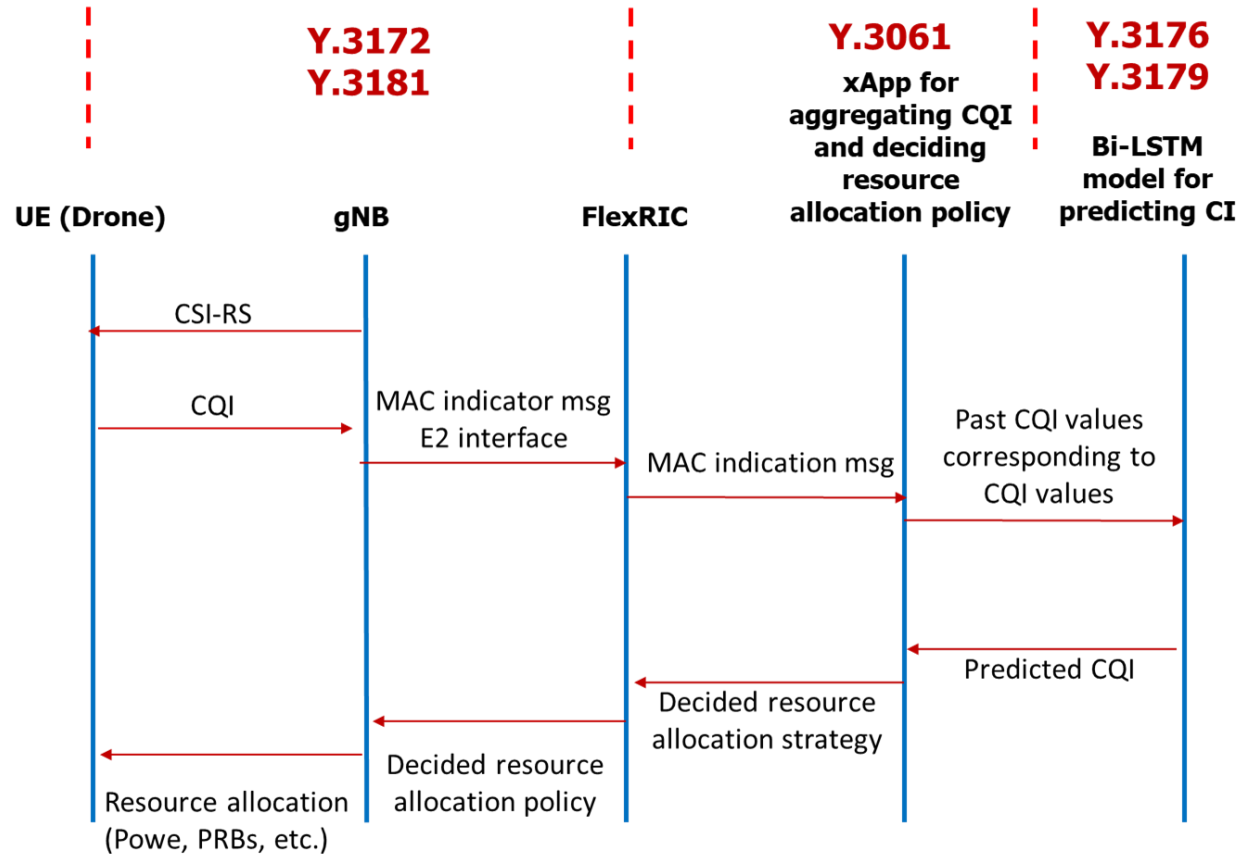 Y.3172
Y.3181
Y.3061
Y.3176
Y.3179
xApp for
aggregating CQI
and deciding
resource
allocation policy
Bi-LSTM
model for
predicting CI
UE (Drone)
gNB
FlexRIC
CSI-RS
CQI
MAC indicator msg
E2 interface
MAC indication msg
Past CQI values
corresponding to
CQI values
Predicted CQI
Decided resource
allocation strategy
Decided resource
allocation policy
Resource allocation
(Powe, PRBs, etc.)